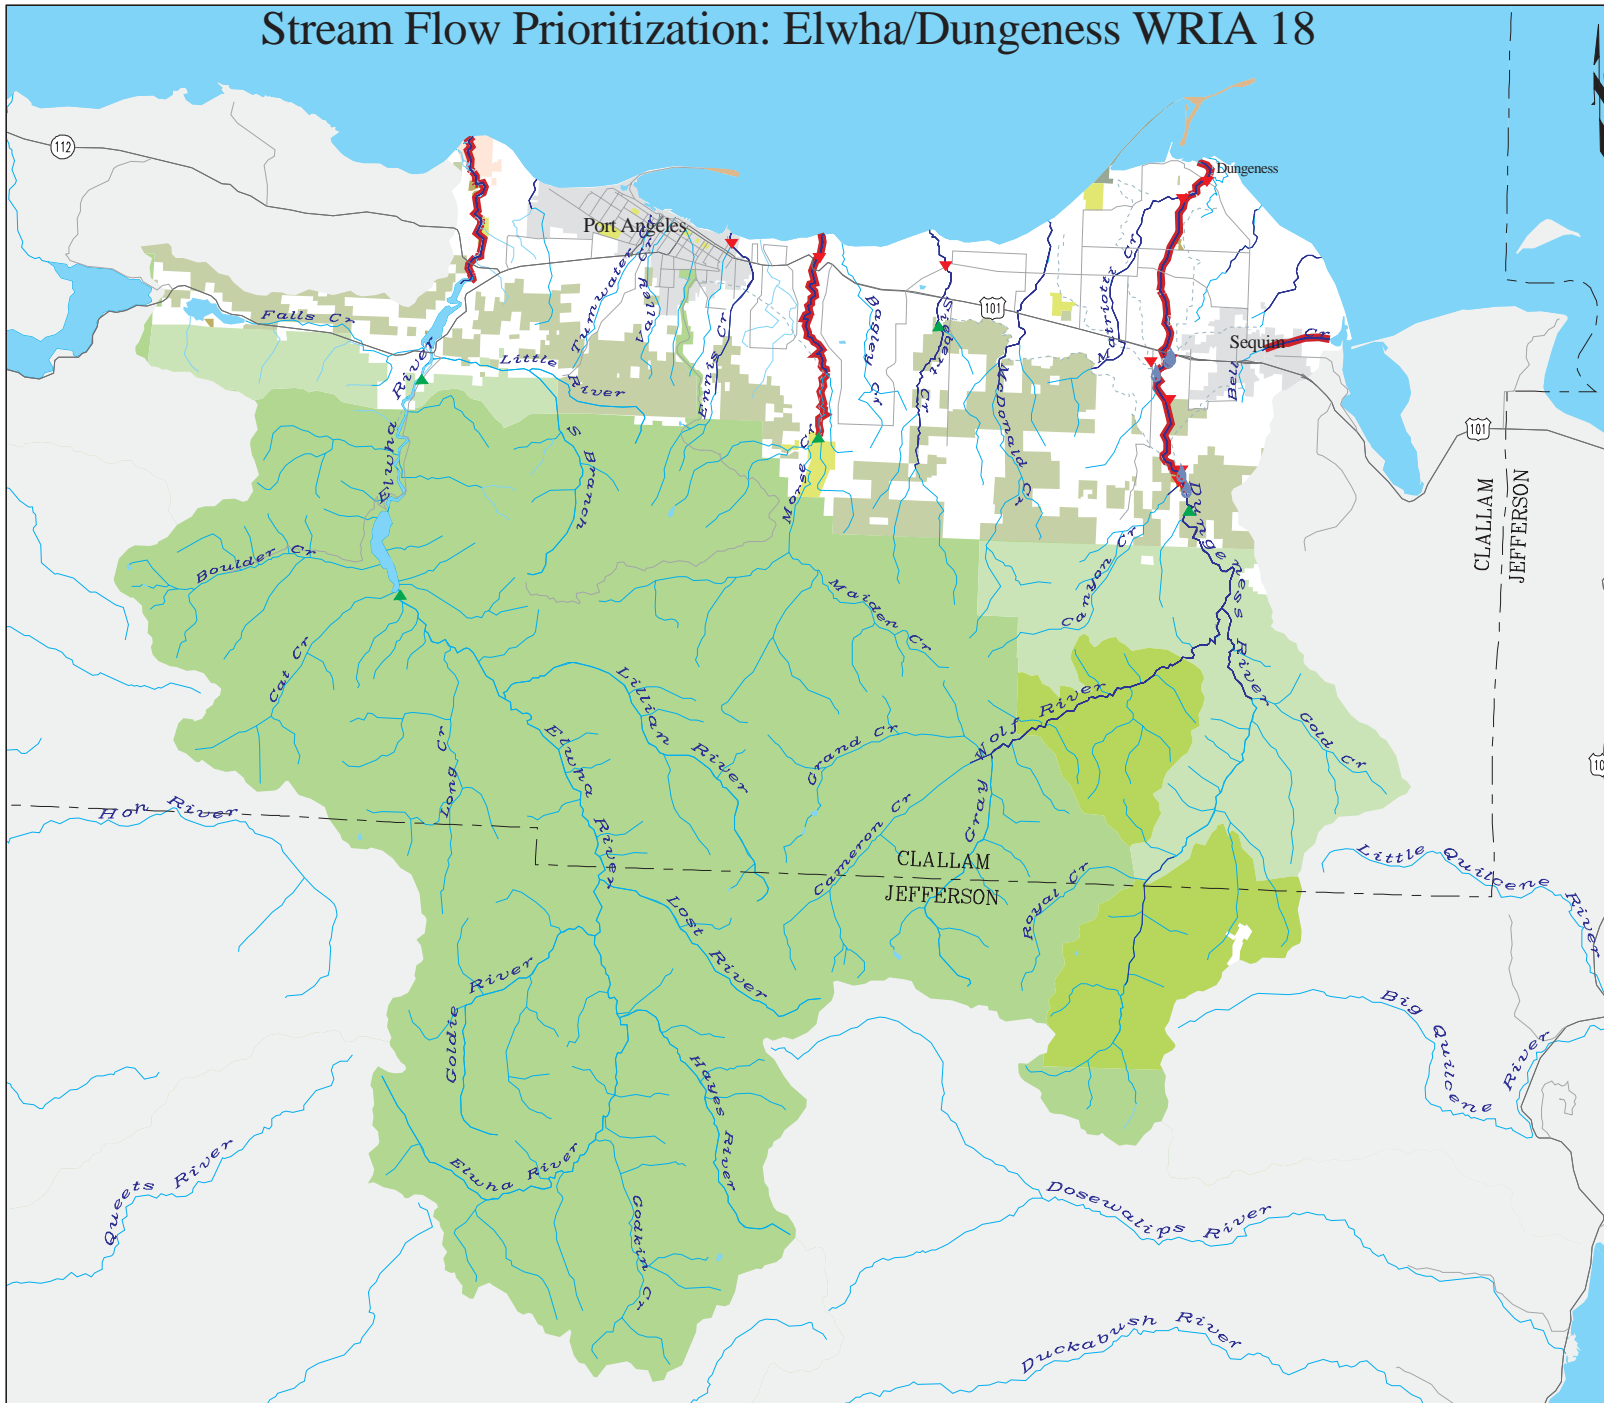 Stream Flow Prioritization: Elwha/Dungeness WRIA 18
112
Dungeness
Port Angeles
Tumwater Cr
Valley Cr
Ennis Cr
Bagley Cr
Siebert Cr
101
McDonald Cr
Matriotti Cr
Sequim
Bell Cr
Falls Cr
Little River
S Branch
Elwha River
Morse Cr
101
CLALLAM
JEFFERSON
Dungeness River
Canyon Cr
Boulder Cr
Maiden Cr
Cat Cr
Lillian River
Wolf River
Gold Cr
Grand Cr
Long Cr
Elwha River
Gray
Cameron Cr
Hoh River
10
CLALLAM
JEFFERSON
Royal Cr
Little Quilcene River
Lost River
Goldie River
Big Quilcene River
Hayes River
Elwha River
Queets River
Godkin Cr
Dosewalips River
Duckabush River